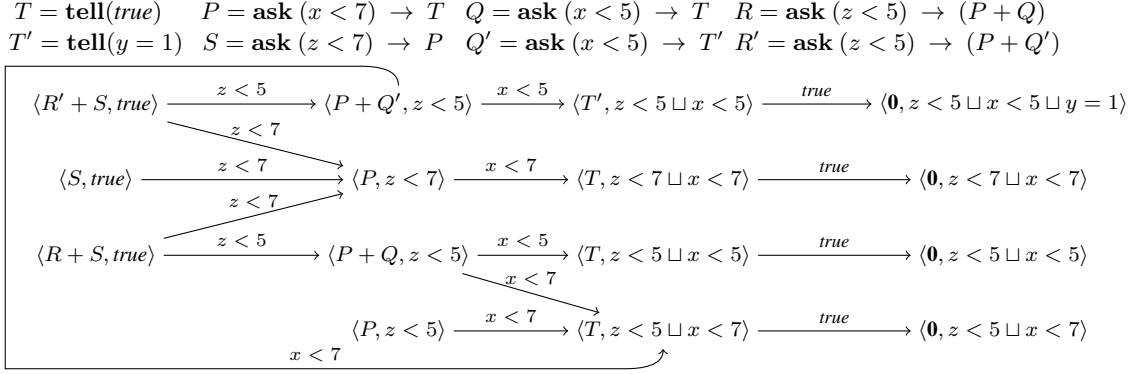 T = tell(true) P = ask (x < 7) → T Q = ask (x < 5) → T R = ask (z < 5) → (P + Q)
T′ = tell(y = 1) S = ask (z < 7) → P Q′ = ask (x < 5) → T′ R′ = ask (z < 5) → (P + Q′)
z < 5 x < 5 true
⟨R′ + S, true⟩ ⟨P + Q′, z < 5⟩ ⟨T′, z < 5 ⊔ x < 5⟩ ⟨0, z < 5 ⊔ x < 5 ⊔ y = 1⟩
z < 7
z < 7 x < 7 true
⟨S, true⟩ ⟨P, z < 7⟩ ⟨T, z < 7 ⊔ x < 7⟩ ⟨0, z < 7 ⊔ x < 7⟩
z < 7
z < 5 x < 5 true
⟨R + S, true⟩ ⟨P + Q, z < 5⟩ ⟨T, z < 5 ⊔ x < 5⟩ ⟨0, z < 5 ⊔ x < 5⟩
x < 7
x < 7 true
⟨P, z < 5⟩ ⟨T, z < 5 ⊔ x < 7⟩ ⟨0, z < 5 ⊔ x < 7⟩
x < 7